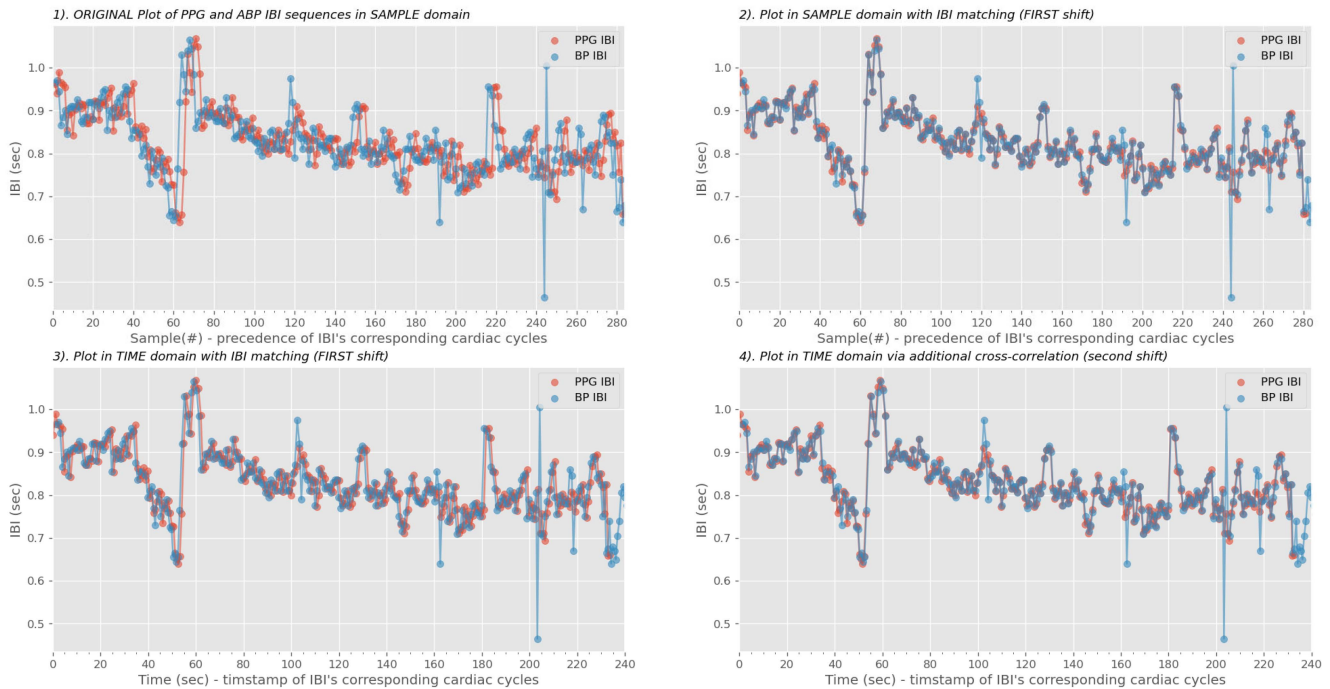 1). ORIGINAL Plot of PPG and ABP IBI sequences in SAMPLE domain
PPG IBI
BP IBI
1.0
0.9
0.8
0.7
0.6
0.5
IBI (sec)
0 20 40 60 80 100 120 140 160 180 200 220 240 260 280
Sample(#) - precedence of IBI's corresponding cardiac cycles
2). Plot in SAMPLE domain with IBI matching (FIRST shift)
PPG IBI
BP IBI
1.0
0.9
0.8
0.7
0.6
0.5
IBI (sec)
0 20 40 60 80 100 120 140 160 180 200 220 240 260 280
Sample(#) - precedence of IBI's corresponding cardiac cycles
3). Plot in TIME domain with IBI matching (FIRST shift)
PPG IBI
BP IBI
1.0
0.9
0.8
0.7
0.6
0.5
IBI (sec)
0 20 40 60 80 100 120 140 160 180 200 220 240
Time (sec) - timstamp of IBI's corresponding cardiac cycles
4). Plot in TIME domain via additional cross-correlation (second shift)
PPG IBI
BP IBI
1.0
0.9
0.8
0.7
0.6
0.5
IBI (sec)
0 20 40 60 80 100 120 140 160 180 200 220 240
Time (sec) - timstamp of IBI's corresponding cardiac cycles